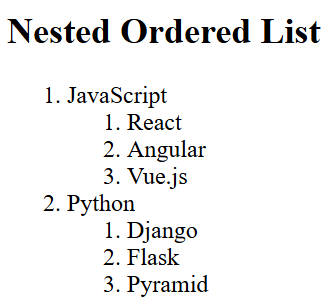 Nested Ordered List
1. JavaScript
1. React
2. Angular
3. Vue.js
2. Python
1. Django
2. Flask
3. Pyramid